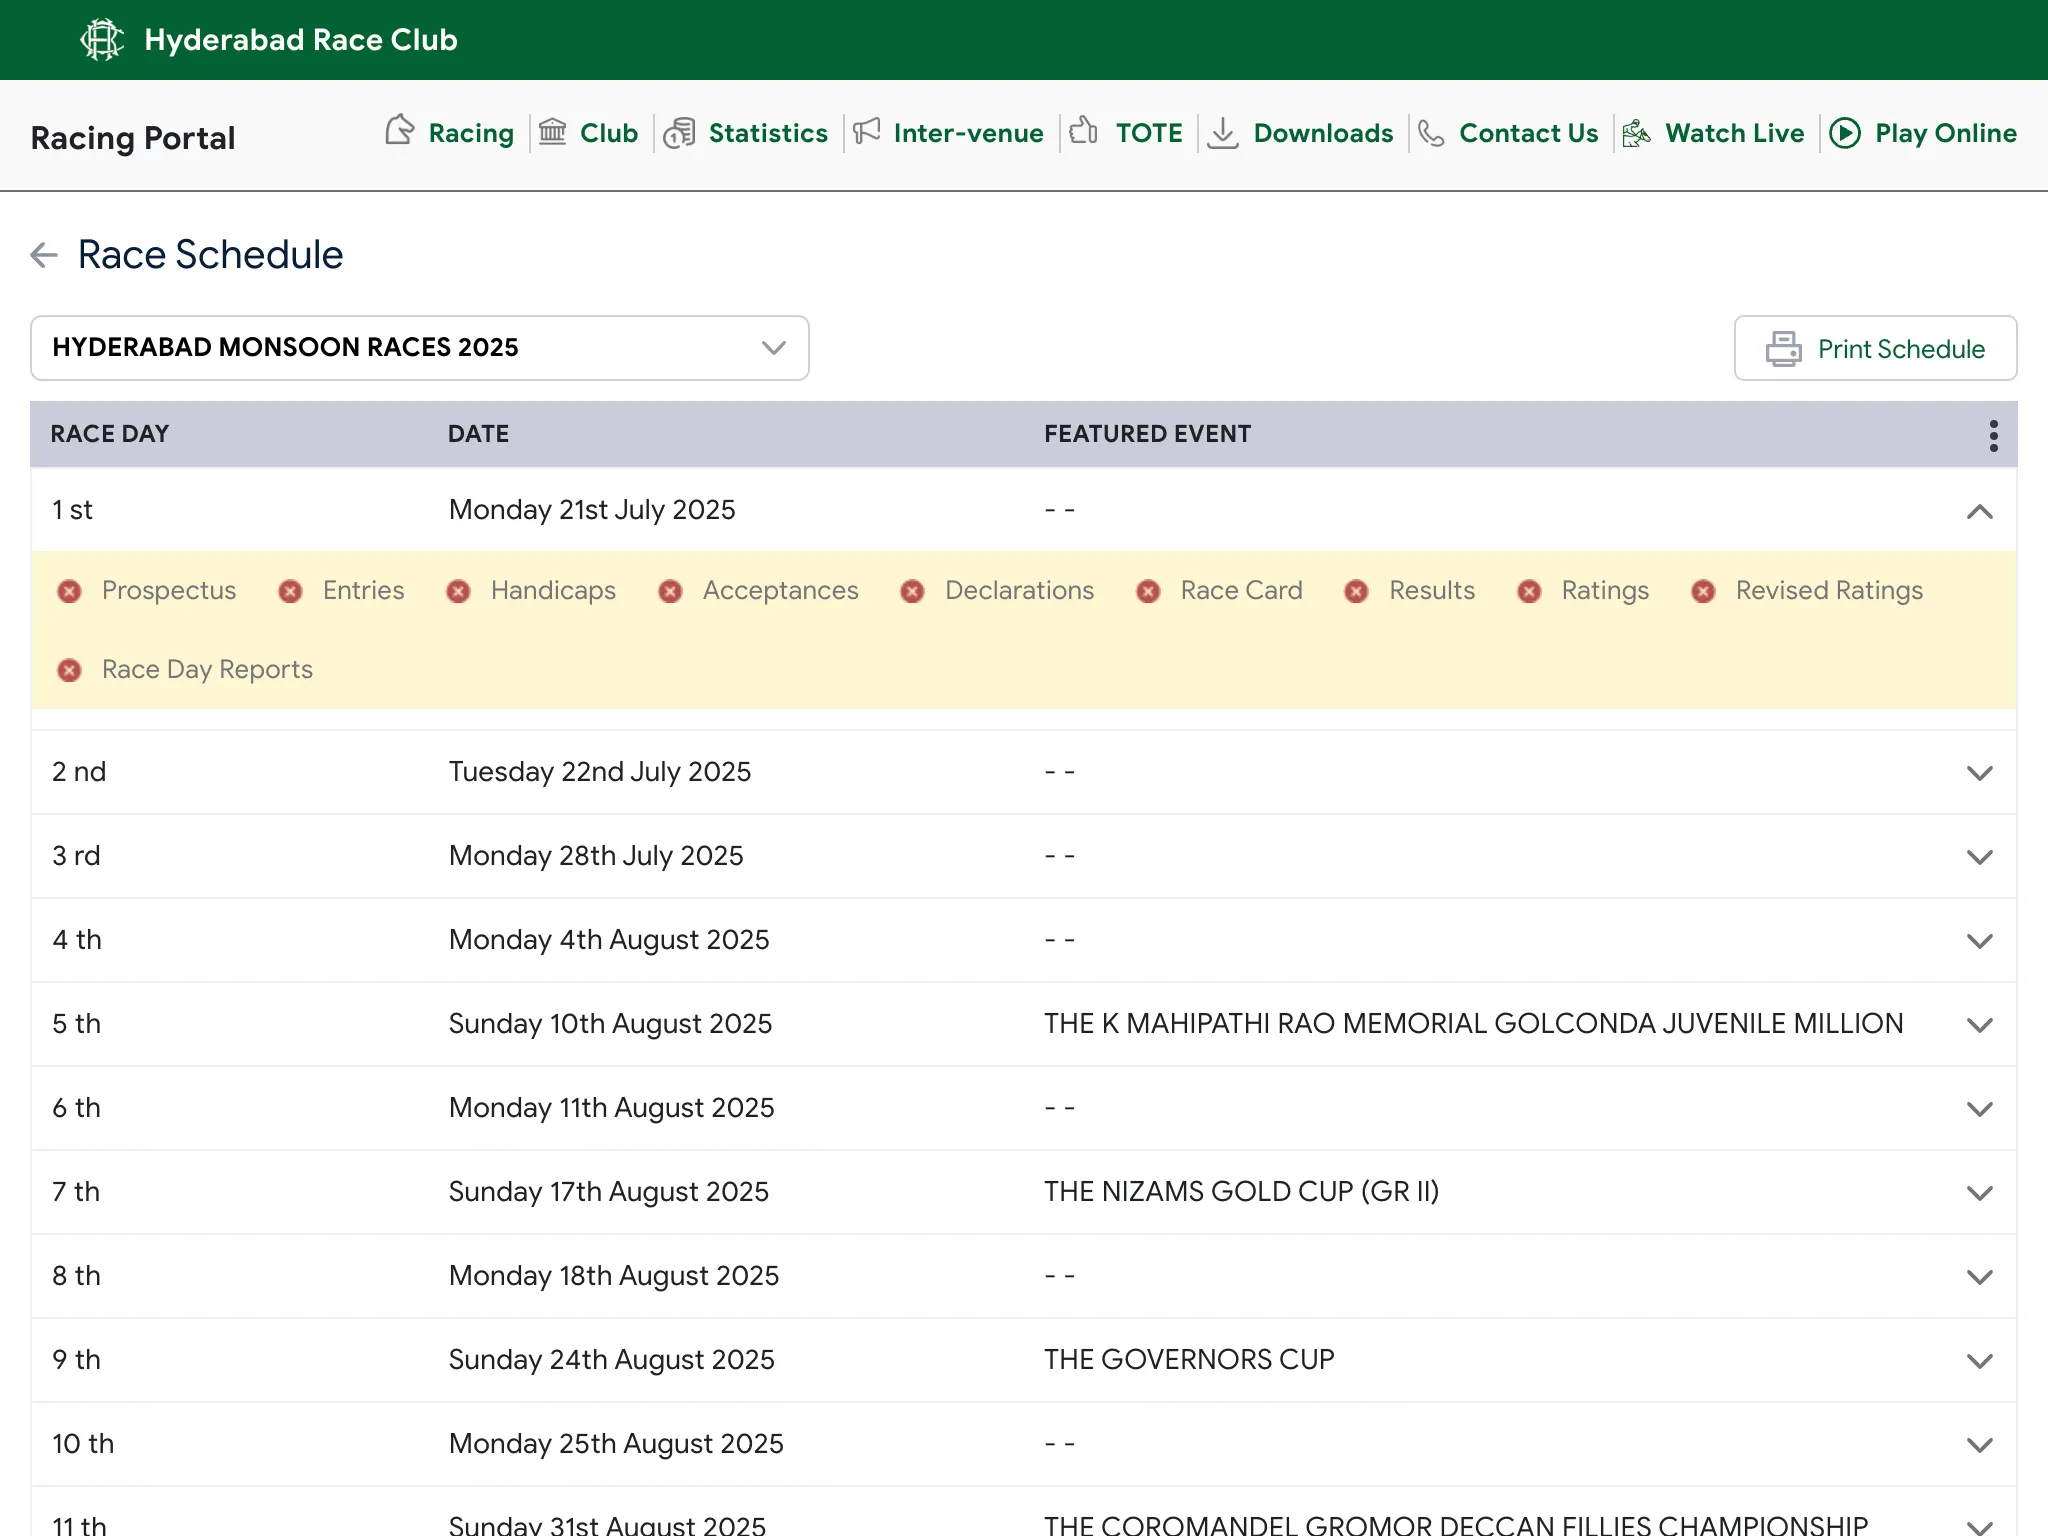 Hyderabad Race Club
Racing Portal
Racing Club Statistics Inter-venue TOTE Downloads Contact Us Watch Live Play Online
Race Schedule
HYDERABAD MONSOON RACES 2025
Print Schedule
RACE DAY DATE FEATURED EVENT
1 st Monday 21st July 2025 - -
Prospectus Entries Handicaps Acceptances Declarations Race Card Results Ratings Revised Ratings
Race Day Reports
2 nd Tuesday 22nd July 2025 - -
3 rd Monday 28th July 2025 - -
4 th Monday 4th August 2025 - -
5 th Sunday 10th August 2025 THE K MAHIPATHI RAO MEMORIAL GOLCONDA JUVENILE MILLION
6 th Monday 11th August 2025 - -
7 th Sunday 17th August 2025 THE NIZAMS GOLD CUP (GR II)
8 th Monday 18th August 2025 - -
9 th Sunday 24th August 2025 THE GOVERNORS CUP
10 th Monday 25th August 2025 - -
11 th Sunday 31st August 2025 THE COROMANDEL GROMOR DECCAN FILLIES CHAMPIONSHIP